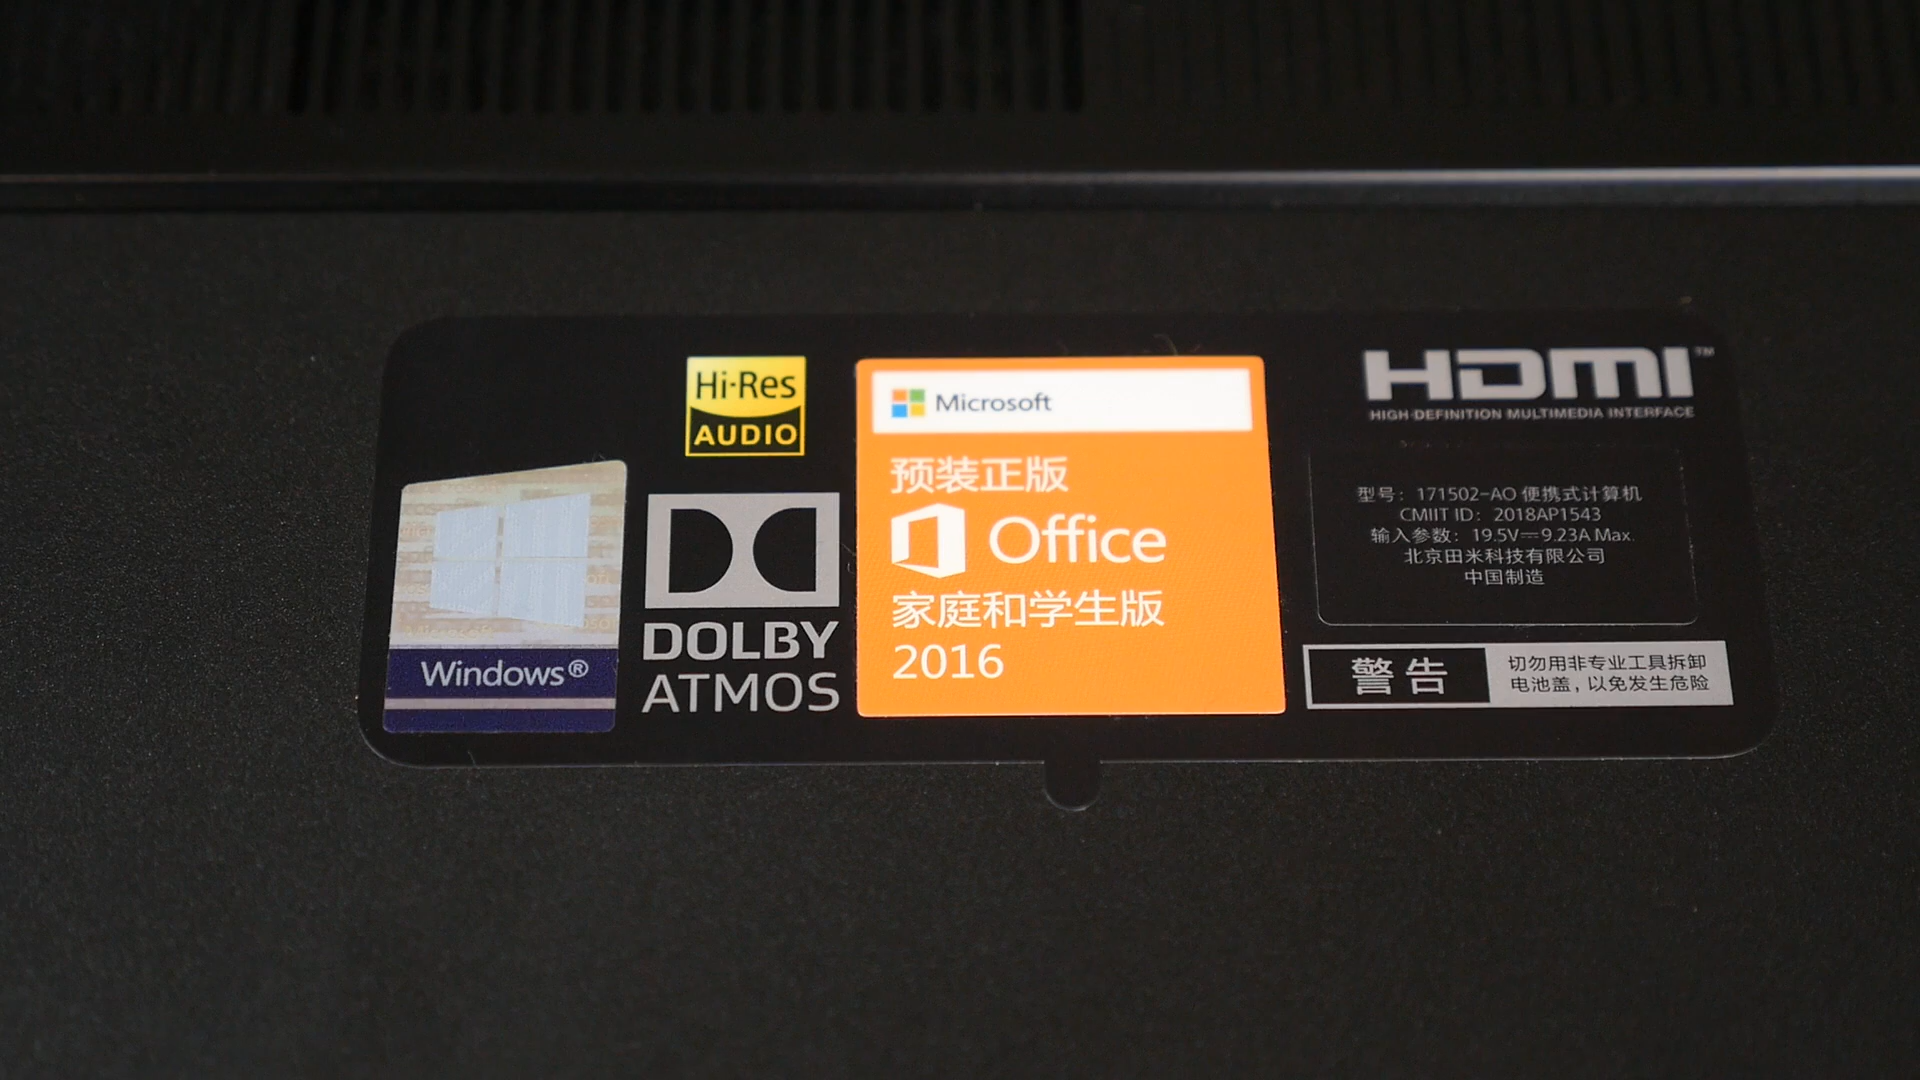 Hi-Res
AUDIO
Windows®
DOLBY
ATMOS
Microsoft
预装正版
Office
家庭和学生版
2016
HDMI™
HIGH-DEFINITION MULTIMEDIA INTERFACE
型号：171502-AO 便携式计算机
CMIIT ID：2018AP1543
输入参数：19.5V⎓9.23A Max.
北京田米科技有限公司
中国制造
警告
切勿用非专业工具拆卸
电池盖，以免发生危险